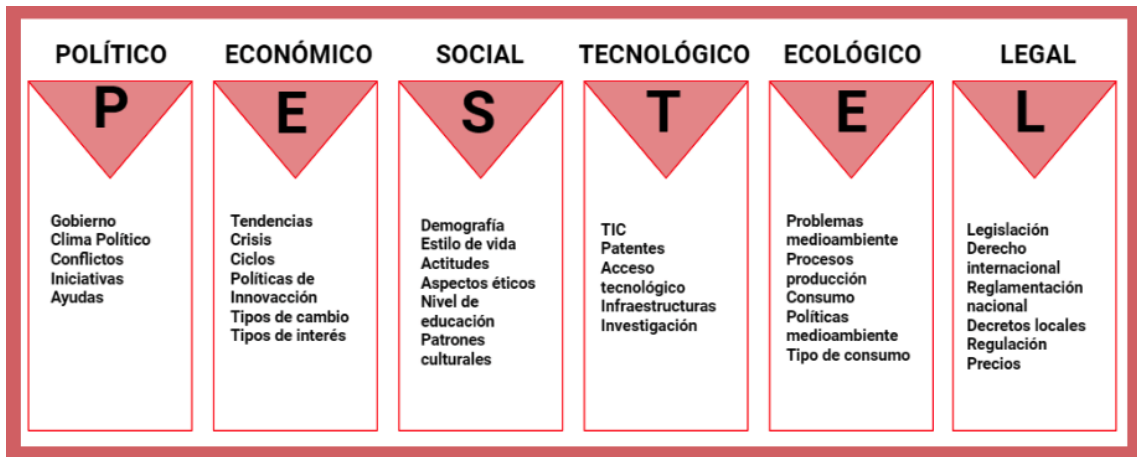 POLÍTICO
P
Gobierno
Clima Político
Conflictos
Iniciativas
Ayudas
ECONÓMICO
E
Tendencias
Crisis
Ciclos
Políticas de
Innovacción
Tipos de cambio
Tipos de interés
SOCIAL
S
Demografía
Estilo de vida
Actitudes
Aspectos éticos
Nivel de
educación
Patrones
culturales
TECNOLÓGICO
T
TIC
Patentes
Acceso
tecnológico
Infraestructuras
Investigación
ECOLÓGICO
E
Problemas
medioambiente
Procesos
producción
Consumo
Políticas
medioambiente
Tipo de consumo
LEGAL
L
Legislación
Derecho
internacional
Reglamentación
nacional
Decretos locales
Regulación
Precios